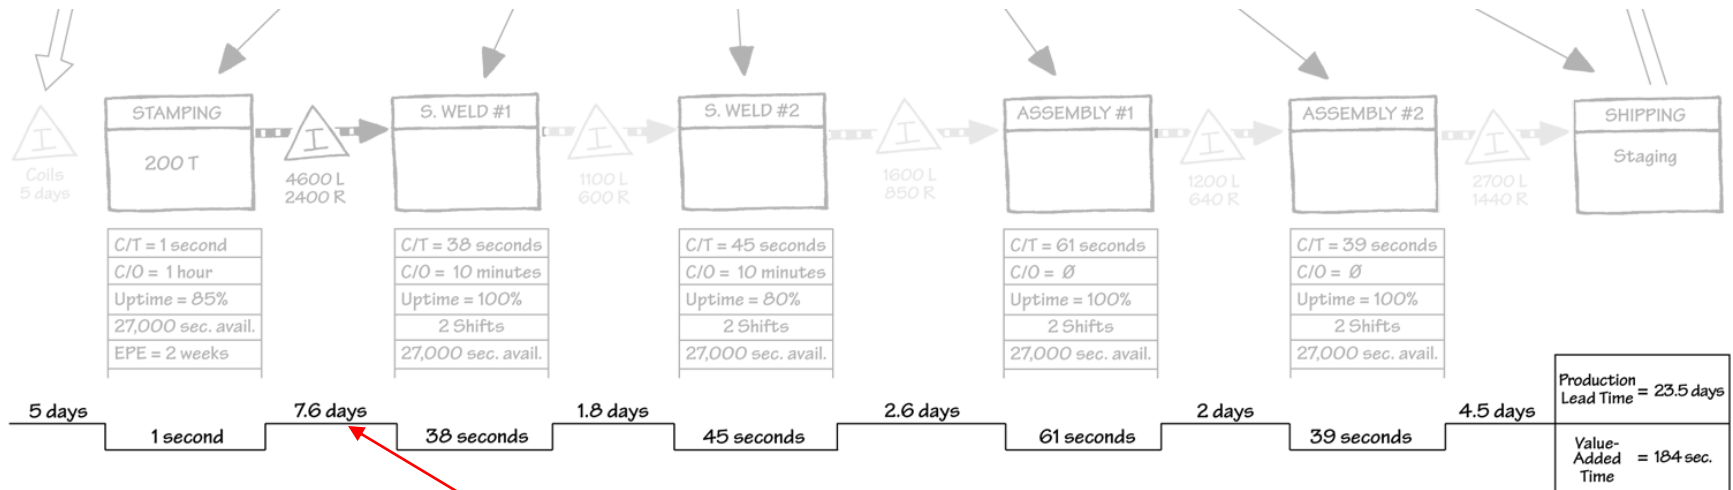 STAMPING
S. WELD #1
S. WELD #2
ASSEMBLY #1
ASSEMBLY #2
SHIPPING
I
I
I
I
I
I
200 T
Staging
Coils
5 days
4600 L
2400 R
1100 L
600 R
1600 L
850 R
1200 L
640 R
2700 L
1440 R
C/T = 1 second
C/O = 1 hour
Uptime = 85%
27,000 sec. avail.
EPE = 2 weeks
C/T = 38 seconds
C/O = 10 minutes
Uptime = 100%
2 Shifts
27,000 sec. avail.
C/T = 45 seconds
C/O = 10 minutes
Uptime = 80%
2 Shifts
27,000 sec. avail.
C/T = 61 seconds
C/O = Ø
Uptime = 100%
2 Shifts
27,000 sec. avail.
C/T = 39 seconds
C/O = Ø
Uptime = 100%
2 Shifts
27,000 sec. avail.
5 days
1 second
7.6 days
38 seconds
1.8 days
45 seconds
2.6 days
61 seconds
2 days
39 seconds
4.5 days
Production
Lead Time = 23.5 days
Value-
Added = 184 sec.
Time